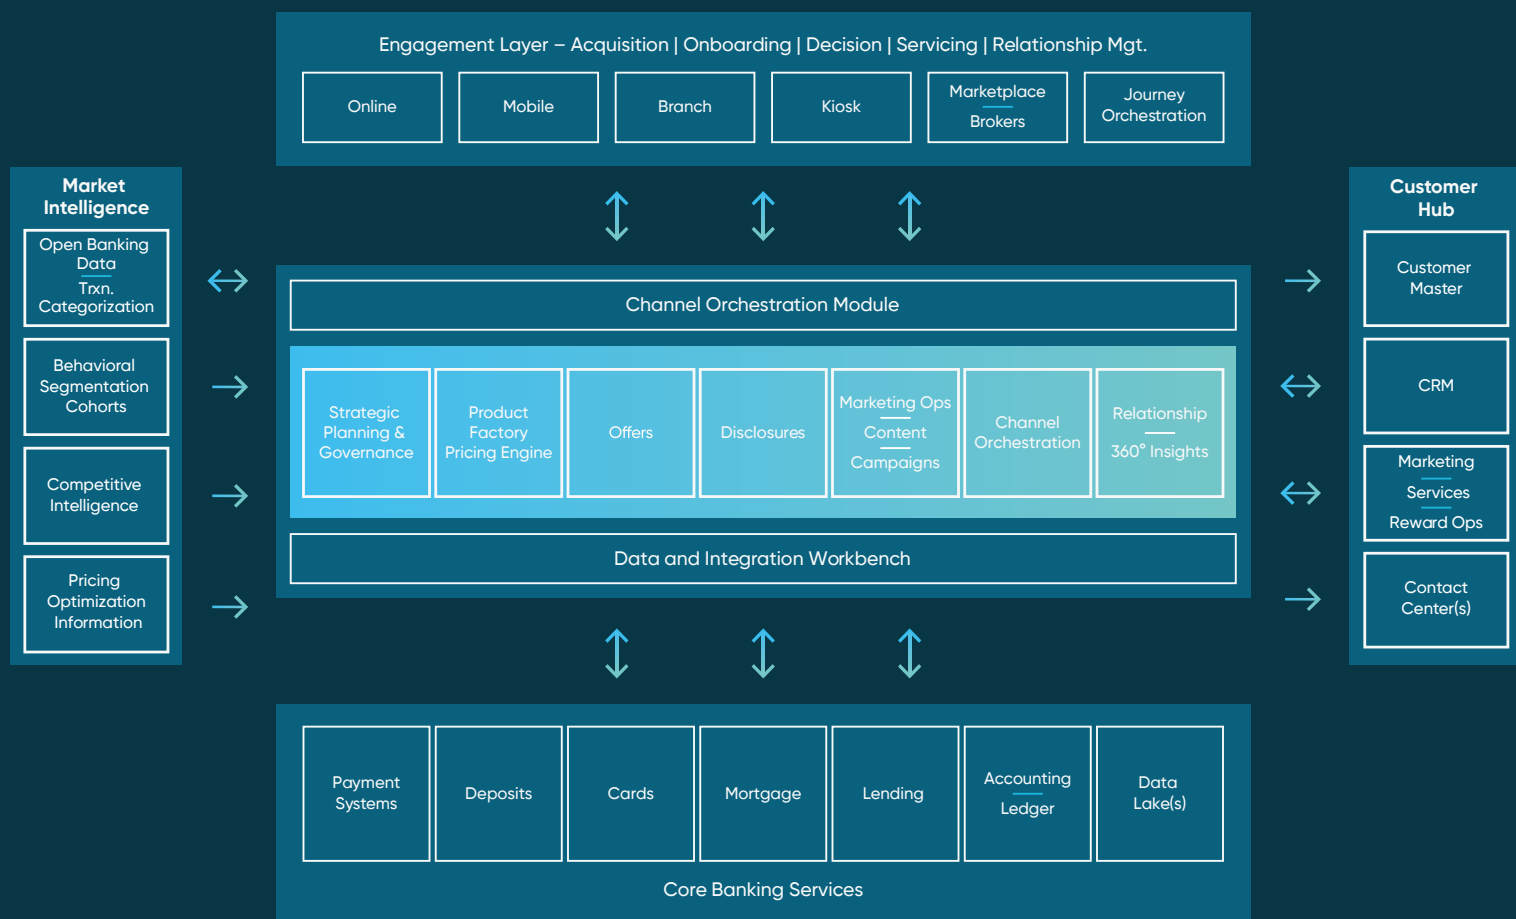 Engagement Layer – Acquisition | Onboarding | Decision | Servicing | Relationship Mgt.
Online
Mobile
Branch
Kiosk
Marketplace
Brokers
Journey
Orchestration
Market
Intelligence
Open Banking
Data
Trxn.
Categorization
Behavioral
Segmentation
Cohorts
Competitive
Intelligence
Pricing
Optimization
Information
Channel Orchestration Module
Strategic
Planning &
Governance
Product
Factory
Pricing Engine
Offers
Disclosures
Marketing Ops
Content
Campaigns
Channel
Orchestration
Relationship
360° Insights
Data and Integration Workbench
Customer
Hub
Customer
Master
CRM
Marketing
Services
Reward Ops
Contact
Center(s)
Payment
Systems
Deposits
Cards
Mortgage
Lending
Accounting
Ledger
Data
Lake(s)
Core Banking Services